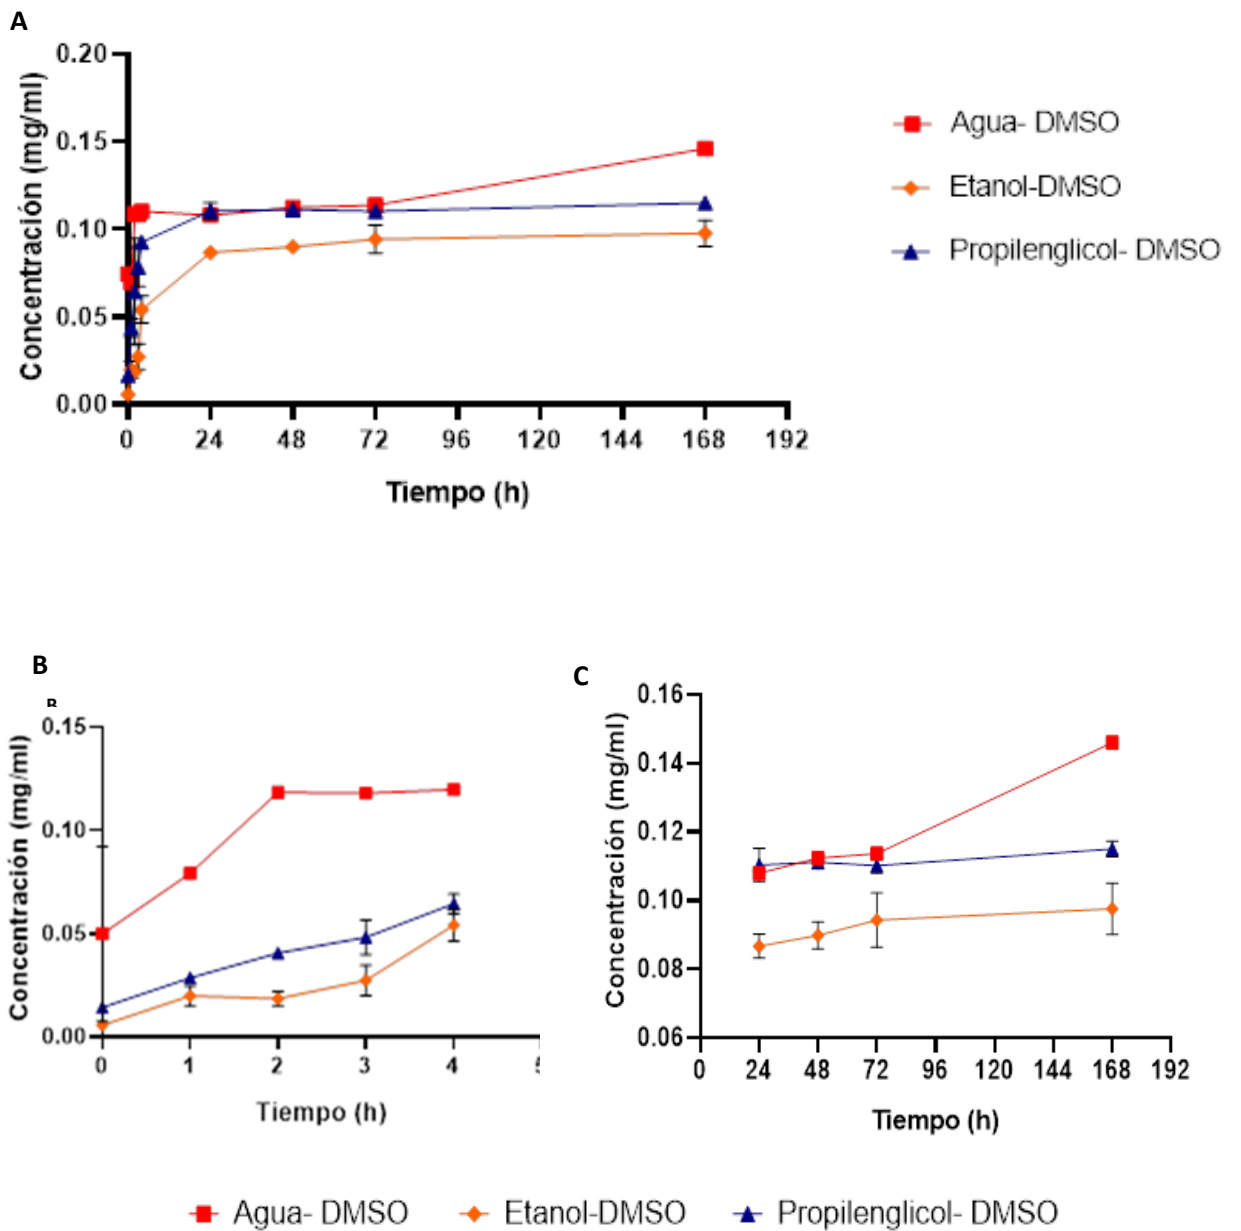 A
Concentración (mg/ml)
0.20
0.15
0.10
0.05
0.00
0 24 48 72 96 120 144 168 192
Tiempo (h)
Agua- DMSO
Etanol-DMSO
Propilenglicol- DMSO
B
B
Concentración (mg/ml)
0.15
0.10
0.05
0.00
0 1 2 3 4
Tiempo (h)
C
Concentración (mg/ml)
0.16
0.14
0.12
0.10
0.08
0.06
0 24 48 72 96 120 144 168 192
Tiempo (h)
Agua- DMSO Etanol-DMSO Propilenglicol- DMSO